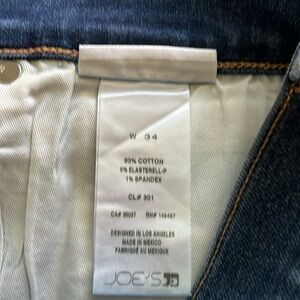 W 34
93% COTTON
6% ELASTERELL-P
1% SPANDEX
CL# 301
CA# 36037 RN# 149497
DESIGNED IN LOS ANGELES
MADE IN MEXICO
FABRIQUÉ AU MEXIQUE
JOE'S